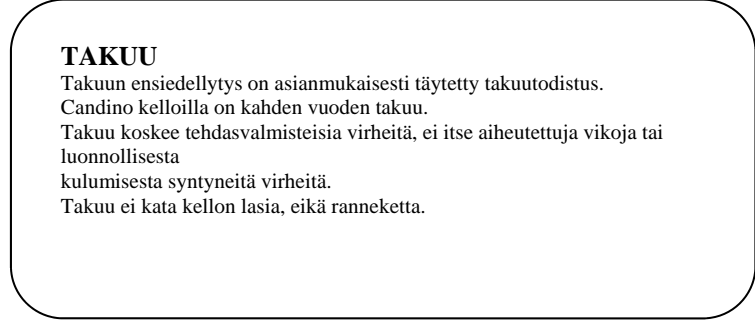 TAKUU
Takuun ensiedellytys on asianmukaisesti täytetty takuutodistus.
Candino kelloilla on kahden vuoden takuu.
Takuu koskee tehdasvalmisteisia virheitä, ei itse aiheutettuja vikoja tai
luonnollisesta
kulumisesta syntyneitä virheitä.
Takuu ei kata kellon lasia, eikä ranneketta.